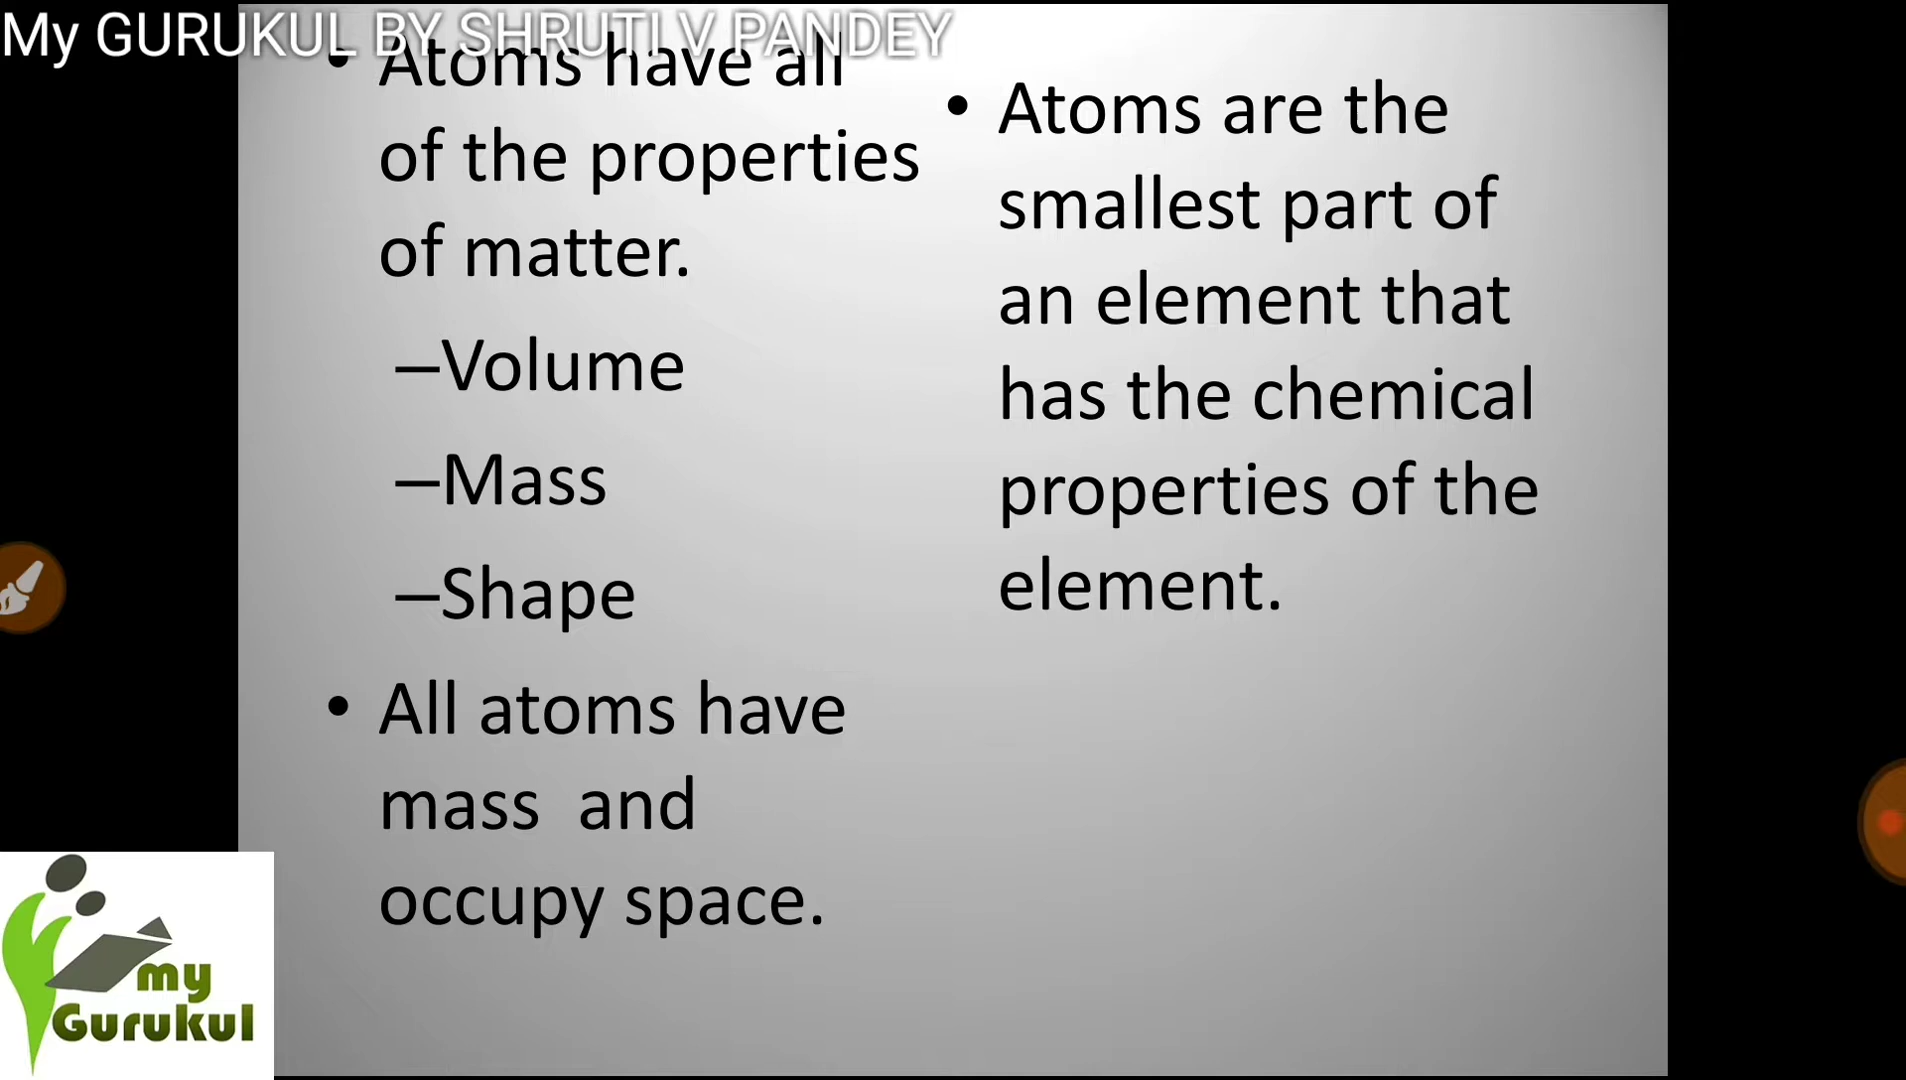 My GURUKUL BY SHRUTI V PANDEY
• Atoms have all
of the properties
of matter.
–Volume
–Mass
–Shape
• All atoms have
mass  and
occupy space.
• Atoms are the
smallest part of
an element that
has the chemical
properties of the
element.
my
Gurukul